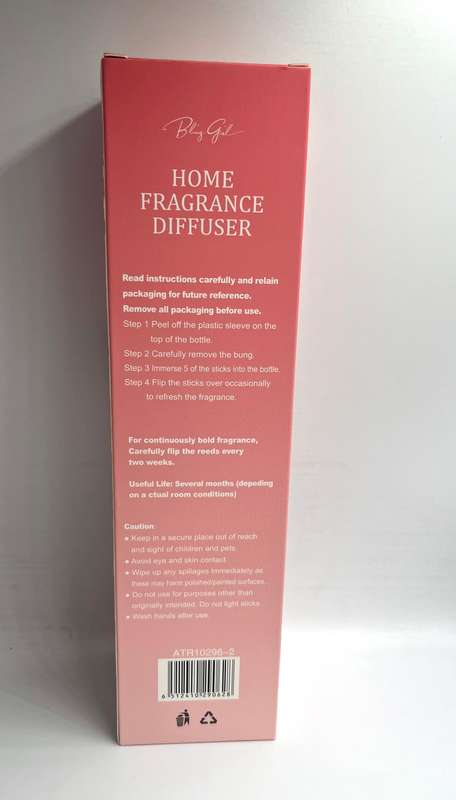 Bling Girl
HOME
FRAGRANCE
DIFFUSER
Read instructions carefully and relain
packaging for future reference.
Remove all packaging before use.
Step 1 Peel off the plastic sleeve on the
top of the bottle.
Step 2 Carefully remove the bung.
Step 3 Immerse 5 of the sticks into the bottle.
Step 4 Flip the sticks over occasionally
to refresh the fragrance.
For continuously bold fragrance,
Carefully flip the reeds every
two weeks.
Useful Life: Several months (depeding
on a ctual room conditions)
Caution:
● Keep in a secure place out of reach
and sight of children and pets.
● Avoid eye and skin contact.
● Wipe up any spillages immediately as
these may harm polished/painted surfaces.
● Do not use for purposes other than
originally intended. Do not light sticks.
● Wash hands after use.
ATR10296-2
6 512410 290628